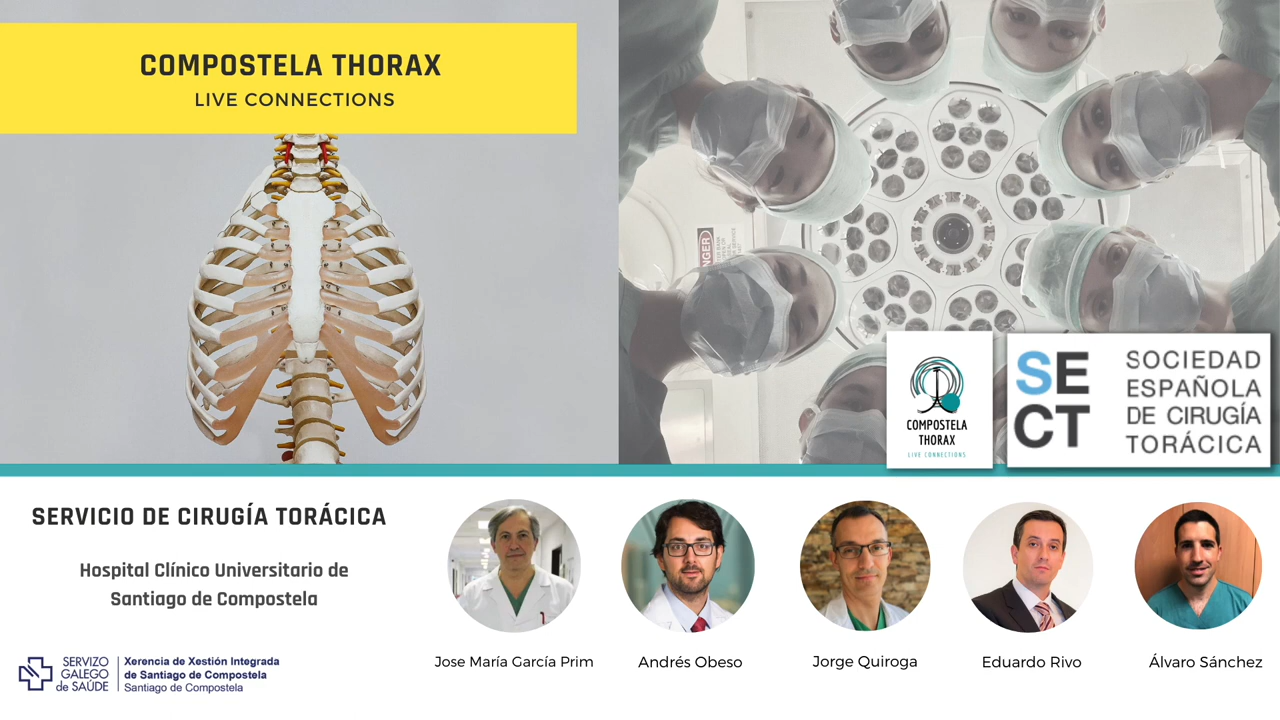 COMPOSTELA THORAX
LIVE CONNECTIONS
COMPOSTELA
THORAX
LIVE CONNECTIONS
SE
CT
SOCIEDAD
ESPAÑOLA
DE CIRUGÍA
TORÁCICA
SERVICIO DE CIRUGÍA TORÁCICA
Hospital Clínico Universitario de
Santiago de Compostela
SERVIZO
GALEGO
de SAÚDE
Xerencia de Xestión Integrada
de Santiago de Compostela
Santiago de Compostela
Jose María García Prim
Andrés Obeso
Jorge Quiroga
Eduardo Rivo
Álvaro Sánchez